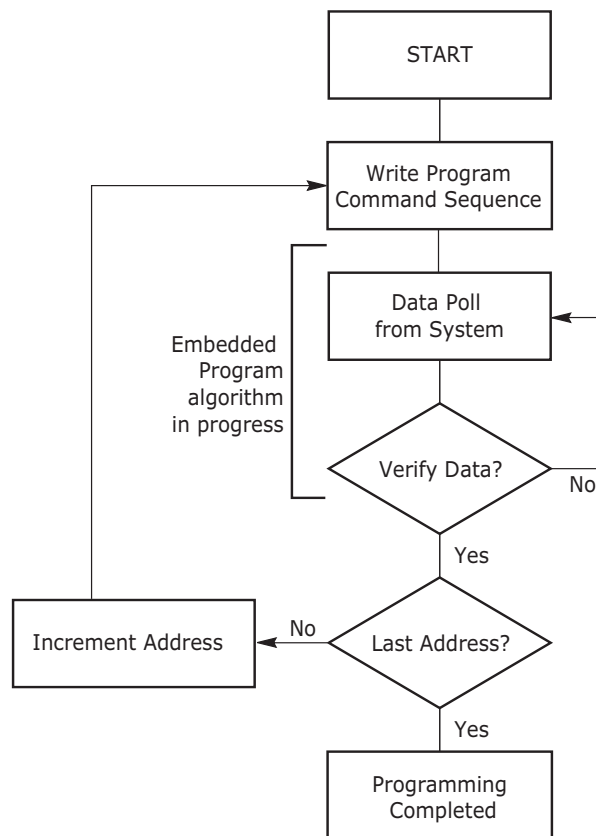 START
Write Program
Command Sequence
Data Poll
from System
Embedded
Program
algorithm
in progress
Verify Data?
No
Yes
Increment Address
No
Last Address?
Yes
Programming
Completed